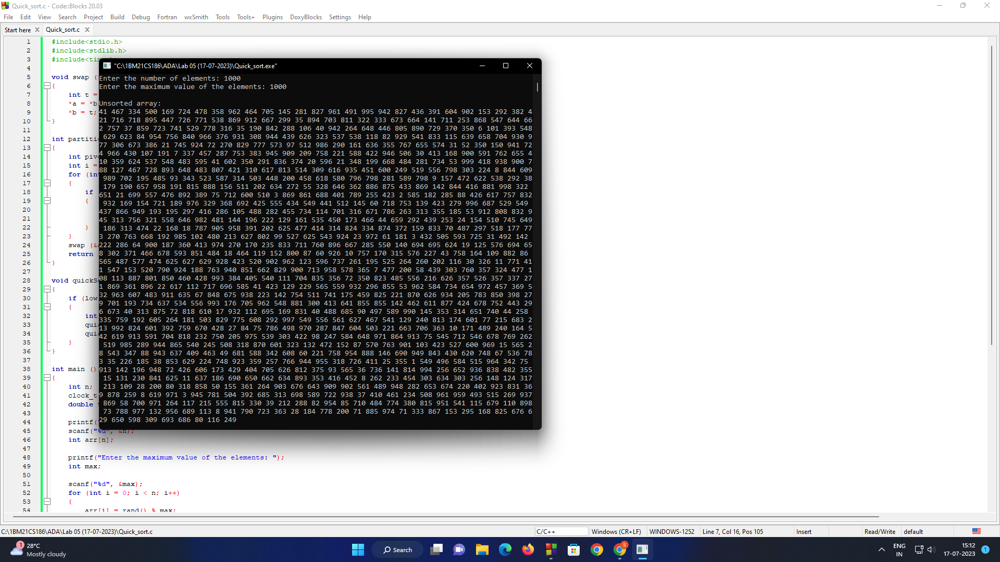 Quick_sort.c - Code::Blocks 20.03
File Edit View Search Project Build Debug Fortran wxSmith Tools Tools+ Plugins DoxyBlocks Settings Help
Start here Quick_sort.c
1 #include<stdio.h>
2 #include<stdlib.h>
3 #include<tim
4
5 void swap (
6 {
7 int t =
8 *a = *b
9 *b = t;
10 }
11
12 int partiti
13 {
14 int piv
15 int i =
16 for (in
17 {
18 if
19 {
20
21
22 }
23 }
24 swap (&
25 return
26 }
27
28 void quickS
29 {
30 if (low
31 {
32 int
33 qui
34 qui
35 }
36 }
37
38 int main ()
39 {
40 int n;
41 clock_t
42 double
43
44 printf(
45 scanf("%d", &n);
46 int arr[n];
47
48 printf("Enter the maximum value of the elements: ");
49 int max;
50
51 scanf("%d", &max);
52 for (int i = 0; i < n; i++)
53 {
54 arr[i] = rand() % max;
"C:\1BM21CS186\ADA\Lab 05 (17-07-2023)\Quick_sort.exe"
Enter the number of elements: 1000
Enter the maximum value of the elements: 1000
Unsorted array:
41 467 334 500 169 724 478 358 962 464 705 145 281 827 961 491 995 942 827 436 391 604 902 153 292 382 4
21 716 718 895 447 726 771 538 869 912 667 299 35 894 703 811 322 333 673 664 141 711 253 868 547 644 66
2 757 37 859 723 741 529 778 316 35 190 842 288 106 40 942 264 648 446 805 890 729 370 350 6 101 393 548
629 623 84 954 756 840 966 376 931 308 944 439 626 323 537 538 118 82 929 541 833 115 639 658 704 930 9
77 306 673 386 21 745 924 72 270 829 777 573 97 512 986 290 161 636 355 767 655 574 31 52 350 150 941 72
4 966 430 107 191 7 337 457 287 753 383 945 909 209 758 221 588 422 946 506 30 413 168 900 591 762 655 4
10 359 624 537 548 483 595 41 602 350 291 836 374 20 596 21 348 199 668 484 281 734 53 999 418 938 900 7
88 127 467 728 893 648 483 807 421 310 617 813 514 309 616 935 451 600 249 519 556 798 303 224 8 844 609
989 702 195 485 93 343 523 587 314 503 448 200 458 618 580 796 798 281 589 798 9 157 472 622 538 292 38
179 190 657 958 191 815 888 156 511 202 634 272 55 328 646 362 886 875 433 869 142 844 416 881 998 322
651 21 699 557 476 892 389 75 712 600 510 3 869 861 688 401 789 255 423 2 585 182 285 88 426 617 757 832
932 169 154 721 189 976 329 368 692 425 555 434 549 441 512 145 60 718 753 139 423 279 996 687 529 549
437 866 949 193 195 297 416 286 105 488 282 455 734 114 701 316 671 786 263 313 355 185 53 912 808 832 9
45 313 756 321 558 646 982 481 144 196 222 129 161 535 450 173 466 44 659 292 439 253 24 154 510 745 649
186 313 474 22 168 18 787 905 958 391 202 625 477 414 314 824 334 874 372 159 833 70 487 297 518 177 77
3 270 763 668 192 985 102 480 213 627 802 99 527 625 543 924 23 972 61 181 3 432 505 593 725 31 492 142
222 286 64 900 187 360 413 974 270 170 235 833 711 760 896 667 285 550 140 694 695 624 19 125 576 694 65
8 302 371 466 678 593 851 484 18 464 119 152 800 87 60 926 10 757 170 315 576 227 43 758 164 109 882 86
565 487 577 474 625 627 629 928 423 520 902 962 123 596 737 261 195 525 264 260 202 116 30 326 11 771 41
1 547 153 520 790 924 188 763 940 851 662 829 900 713 958 578 365 7 477 200 58 439 303 760 357 324 477 1
08 113 887 801 850 460 428 993 384 405 540 111 704 835 356 72 350 823 485 556 216 626 357 526 357 337 27
1 869 361 896 22 617 112 717 696 585 41 423 129 229 565 559 932 296 855 53 962 584 734 654 972 457 369 5
32 963 607 483 911 635 67 848 675 938 223 142 754 511 741 175 459 825 221 870 626 934 205 783 850 398 27
9 701 193 734 637 534 556 993 176 705 962 548 881 300 413 641 855 855 142 462 611 877 424 678 752 443 29
6 673 40 313 875 72 818 610 17 932 112 695 169 831 40 488 685 90 497 589 990 145 353 314 651 740 44 258
335 759 192 605 264 181 503 829 775 608 292 997 549 556 561 627 467 541 129 240 813 174 601 77 215 683 2
13 992 824 601 392 759 670 428 27 84 75 786 498 970 287 847 604 503 221 663 706 363 10 171 489 240 164 5
42 619 913 591 704 818 232 750 205 975 539 303 422 98 247 584 648 971 864 913 75 545 712 546 678 769 262
519 985 289 944 865 540 245 508 318 870 601 323 132 472 152 87 570 763 901 103 423 527 600 969 15 565 2
8 543 347 88 943 637 409 463 49 681 588 342 608 60 221 758 954 888 146 690 949 843 430 620 748 67 536 78
3 35 226 185 38 853 629 224 748 923 359 257 766 944 955 318 726 411 25 355 1 549 496 584 515 964 342 75
913 142 196 948 72 426 606 173 429 404 705 626 812 375 93 565 36 736 141 814 994 256 652 936 838 482 355
15 131 230 841 625 11 637 186 690 650 662 634 893 353 416 452 8 262 233 454 303 634 303 256 148 124 317
213 109 28 200 80 318 858 50 155 361 264 903 676 643 909 902 561 489 948 282 653 674 220 402 923 831 36
9 878 259 8 619 971 3 945 781 504 392 685 313 698 589 722 938 37 410 461 234 508 961 959 493 515 269 937
869 58 700 971 264 117 215 555 815 330 39 212 288 82 954 85 710 484 774 380 815 951 541 115 679 110 898
73 788 977 132 956 689 113 8 941 790 723 363 28 184 778 200 71 885 974 71 333 867 153 295 168 825 676 6
29 650 598 309 693 686 80 116 249
C:\1BM21CS186\ADA\Lab 05 (17-07-2023)\Quick_sort.c C/C++ Windows (CR+LF) WINDOWS-1252 Line 7, Col 16, Pos 105 Insert Read/Write default
1 28°C
Mostly cloudy
Search
S
ENG
IN
15:12
17-07-2023
1